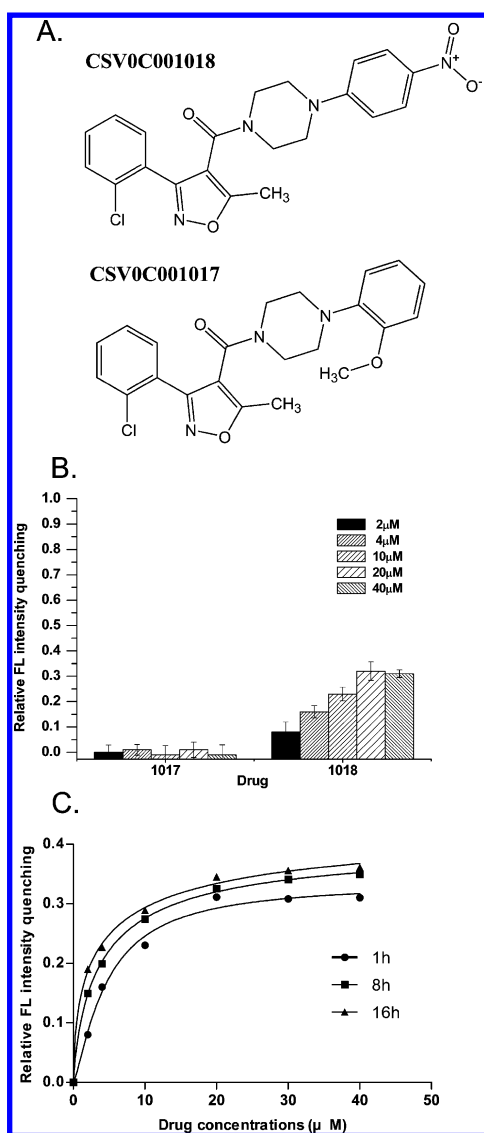 A.
CSV0C001018
O
N
N
N+
O
O-
Cl
N
O
CH3
CSV0C001017
O
N
N
O
H3C
Cl
N
O
CH3
B.
Relative FL intensity quenching
1.0
0.9
0.8
0.7
0.6
0.5
0.4
0.3
0.2
0.1
0.0
2μM
4μM
10μM
20μM
40μM
1017
1018
Drug
C.
Relative FL intensity quenching
0.4
0.3
0.2
0.1
0.0
1h
8h
16h
0
10
20
30
40
50
Drug concentrations (μ M)